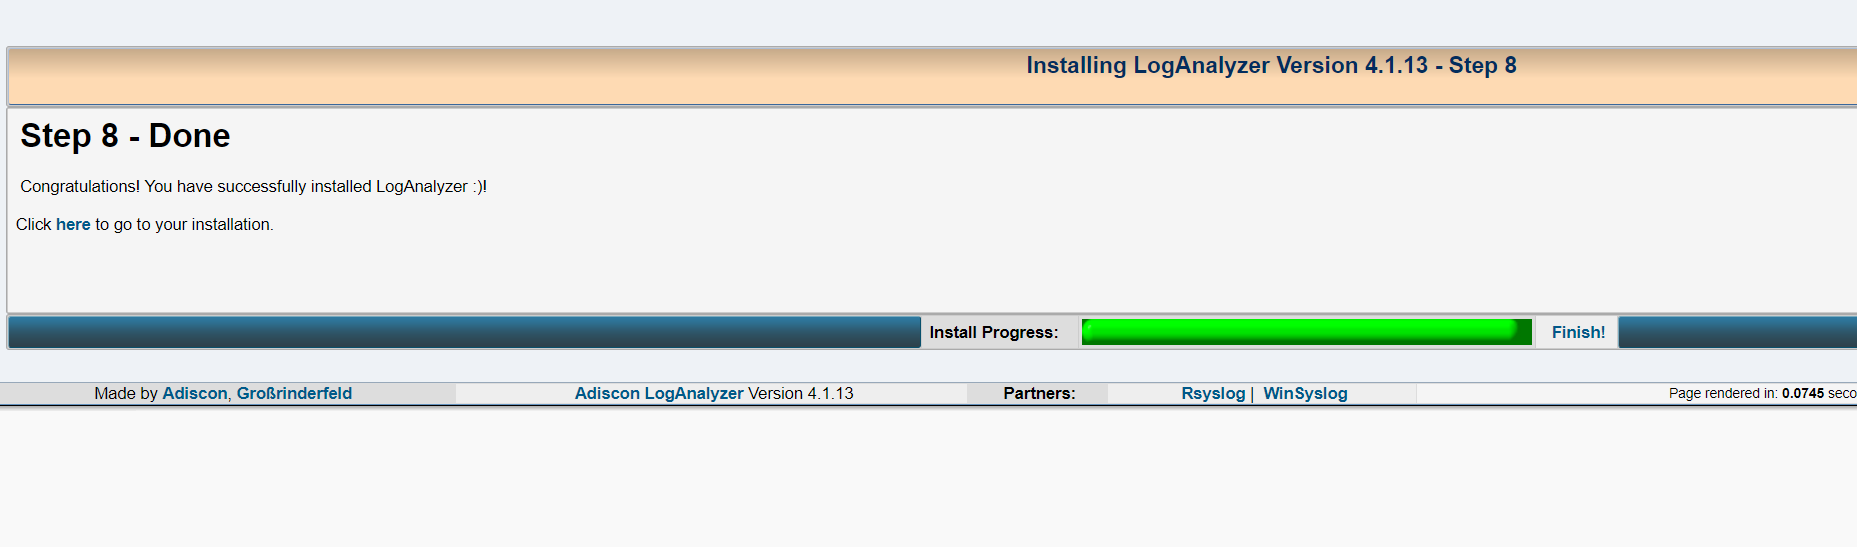 Installing LogAnalyzer Version 4.1.13 - Step 8
Step 8 - Done
Congratulations! You have successfully installed LogAnalyzer :)!
Click here to go to your installation.
Install Progress: Finish!
Made by Adiscon, Großrinderfeld Adiscon LogAnalyzer Version 4.1.13 Partners: Rsyslog | WinSyslog Page rendered in: 0.0745 seco